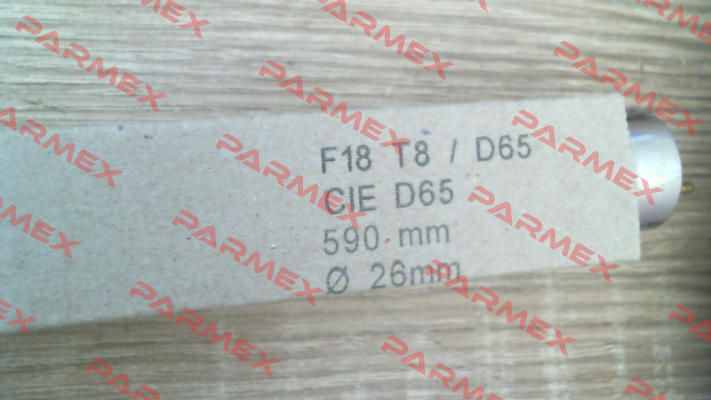 F18 T8 / D65
CIE D65
590 mm
Ø 26mm
PARMEX